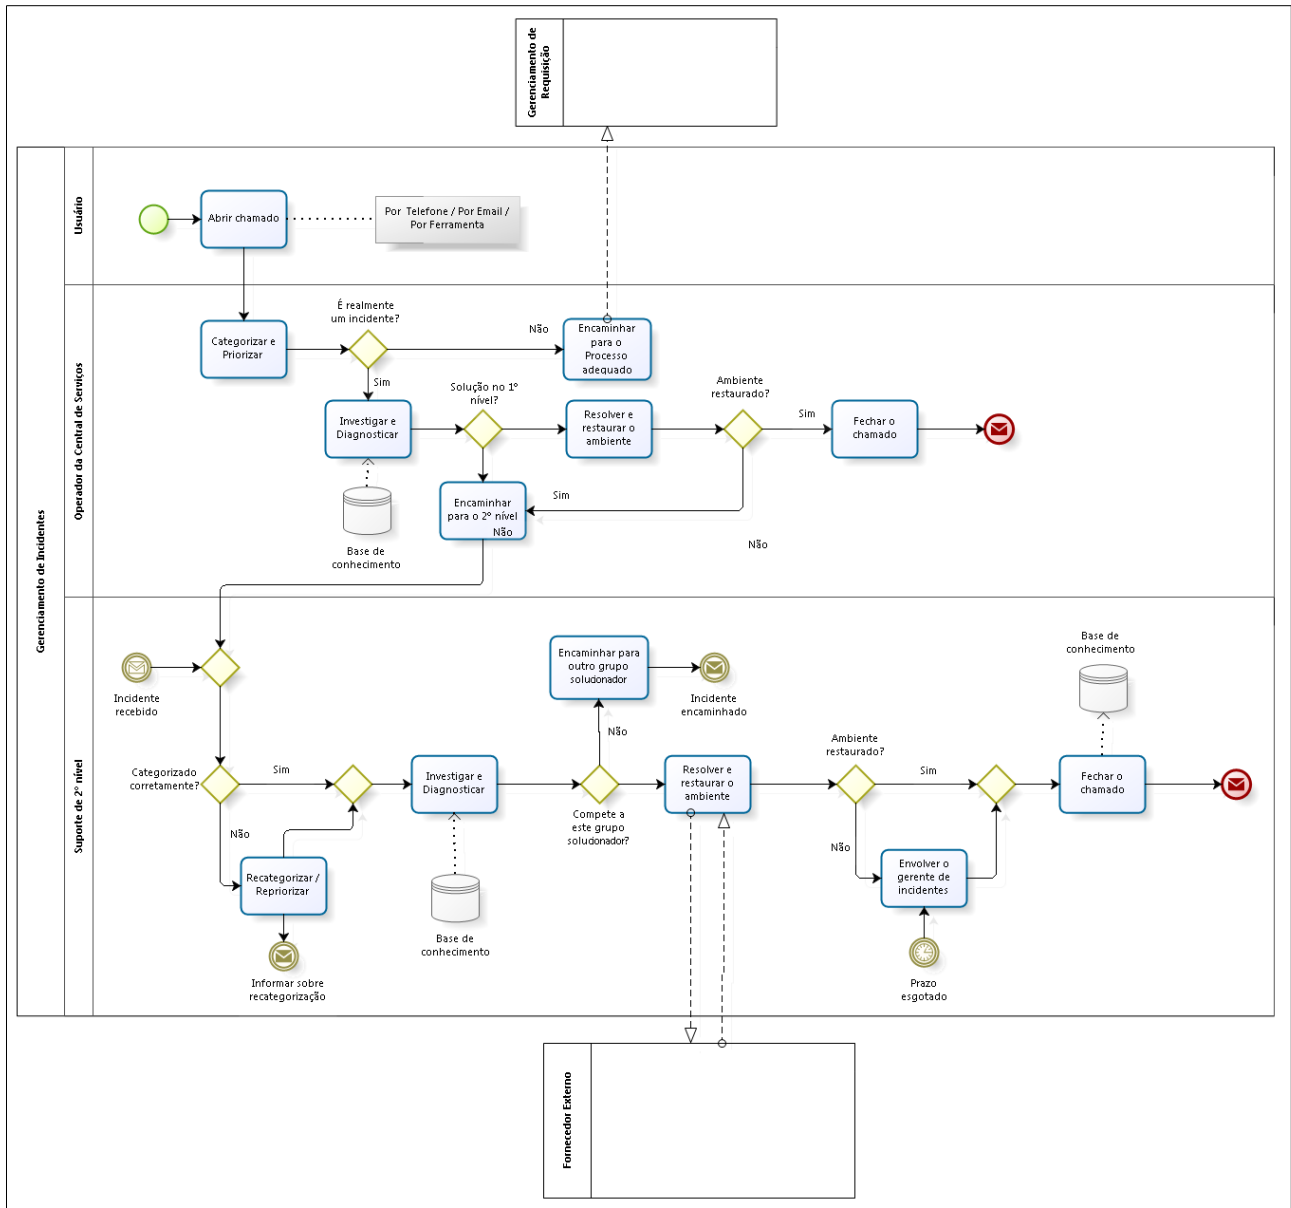 Gerenciamento de
Requisição
Gerenciamento de Incidentes
Usuário
Abrir chamado
Por Telefone / Por Email /
Por Ferramenta
Operador da Central de Serviços
Categorizar e
Priorizar
É realmente
um incidente?
Não
Encaminhar
para o
Processo
adequado
Sim
Investigar e
Diagnosticar
Solução no 1º
nível?
Resolver e
restaurar o
ambiente
Ambiente
restaurado?
Sim
Fechar o
chamado
Base de
conhecimento
Encaminhar
para o 2º nível
Não
Sim
Não
Suporte de 2º nível
Incidente
recebido
Encaminhar para
outro grupo
solucionador
Incidente
encaminhado
Não
Base de
conhecimento
Categorizado
corretamente?
Sim
Não
Investigar e
Diagnosticar
Compete a
este grupo
solucionador?
Resolver e
restaurar o
ambiente
Ambiente
restaurado?
Sim
Não
Fechar o
chamado
Recategorizar /
Repriorizar
Informar sobre
recategorização
Base de
conhecimento
Envolver o
gerente de
incidentes
Prazo
esgotado
Fornecedor Externo